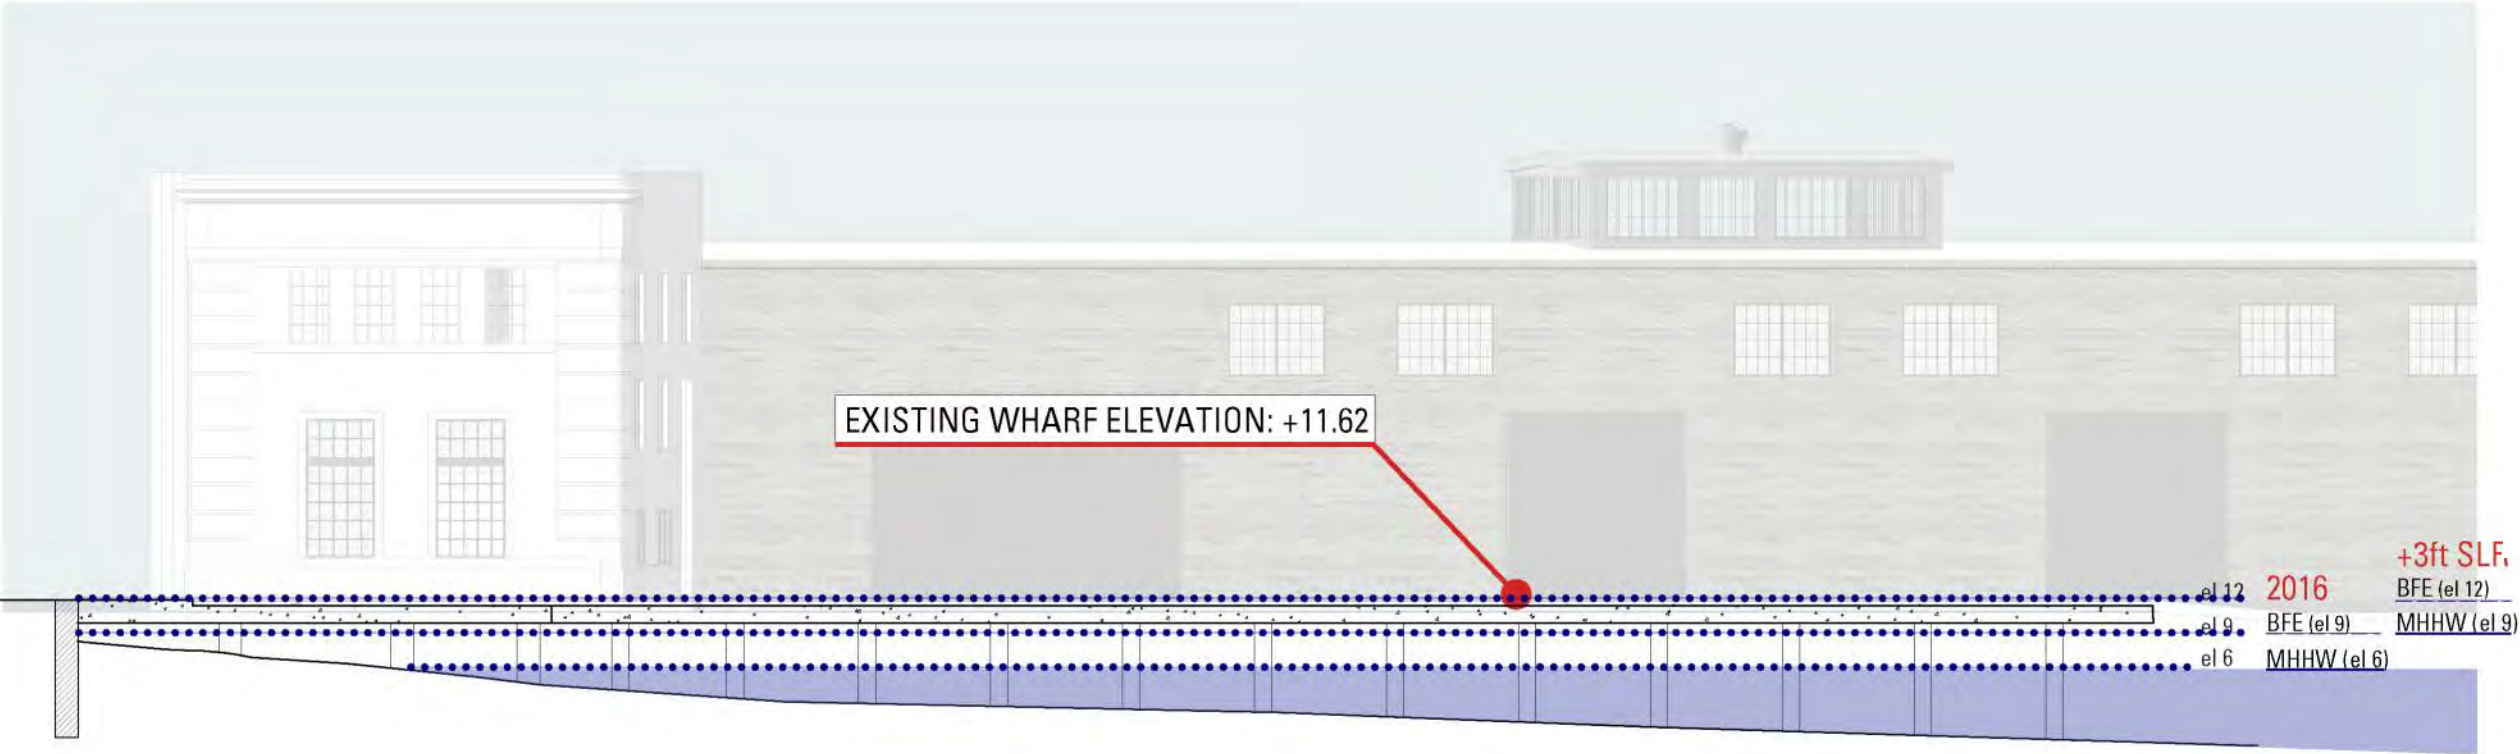 EXISTING WHARF ELEVATION: +11.62
+3ft SLR
el 12 2016 BFE (el 12)
el 9 BFE (el 9) MHHW (el 9)
el 6 MHHW (el 6)